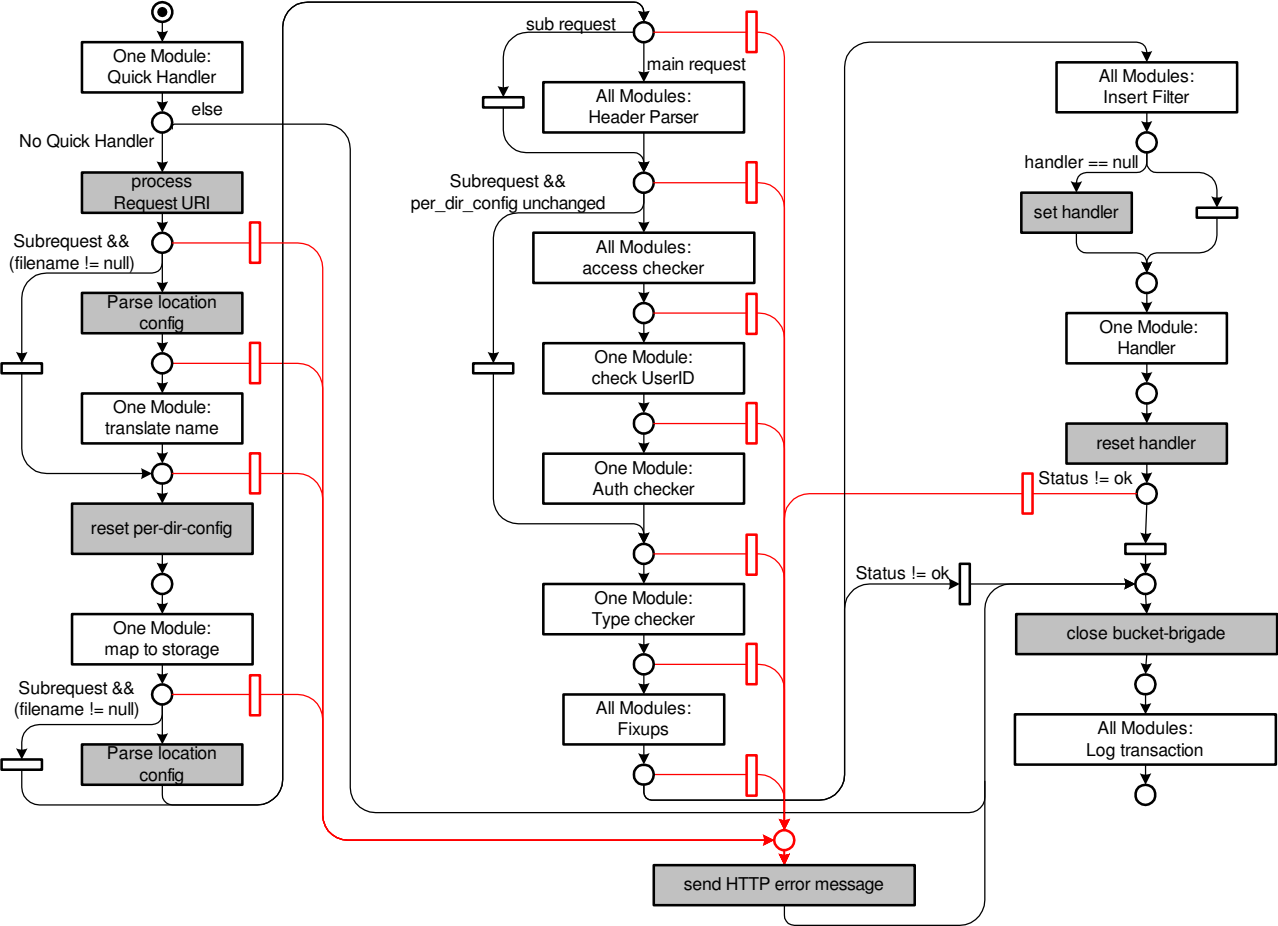 One Module:
Quick Handler
else
No Quick Handler
process
Request URI
Subrequest &&
(filename != null)
Parse location
config
One Module:
translate name
reset per-dir-config
One Module:
map to storage
Subrequest &&
(filename != null)
Parse location
config
sub request
main request
All Modules:
Header Parser
Subrequest &&
per_dir_config unchanged
All Modules:
access checker
One Module:
check UserID
One Module:
Auth checker
One Module:
Type checker
All Modules:
Fixups
send HTTP error message
All Modules:
Insert Filter
handler == null
set handler
One Module:
Handler
reset handler
Status != ok
Status != ok
close bucket-brigade
All Modules:
Log transaction